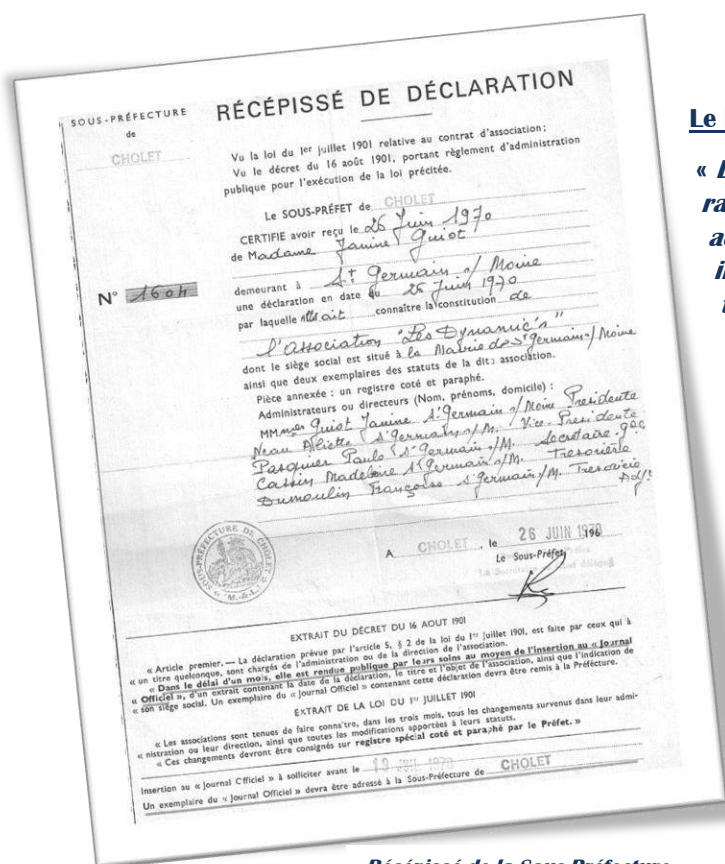 SOUS-PRÉFECTURE
de
CHOLET
RÉCÉPISSÉ DE DÉCLARATION
Vu la loi du 1er juillet 1901 relative au contrat d'association;
Vu le décret du 16 août 1901, portant règlement d'administration
publique pour l'exécution de la loi précitée.
Le SOUS-PRÉFET de CHOLET
CERTIFIE avoir reçu le 26 Juin 1970
de Madame Janine Guiot
N° 1604
demeurant à St Germain s/ Moine
une déclaration en date du 26 Juin 1970
par laquelle elle fait connaître la constitution de
l'Association "Les Dynamic's"
dont le siège social est situé à la Mairie de St Germain s/ Moine
ainsi que deux exemplaires des statuts de la dite association.
Pièce annexée : un registre coté et paraphé.
Administrateurs ou directeurs (Nom, prénoms, domicile) :
MMmes Guiot Janine St Germain s/ Moine Presidente
Neau Aliette St Germain s/M. Vice-Presidente
Pasquier Paule St Germain s/M. Secretaire
Cassin Madeleine St Germain s/M. Tresorière
Dumoulin Françoise St Germain s/M. Tresorière
Adj.
SOUS-PRÉFECTURE DE CHOLET
M.-&-L.
A CHOLET, le 26 JUIN 1970 196
Le Sous-Préfet,
EXTRAIT DU DÉCRET DU 16 AOUT 1901
« Article premier. — La déclaration prévue par l'article 5, § 2 de la loi du 1er juillet 1901, est faite par ceux qui à
« un titre quelconque, sont chargés de l'administration ou de la direction de l'association.
« Dans le délai d'un mois, elle est rendue publique par leurs soins au moyen de l'insertion au « Journal
« Officiel », d'un extrait contenant la date de la déclaration, le titre et l'objet de l'association, ainsi que l'indication de
« son siège social. Un exemplaire du « Journal Officiel » contenant cette déclaration devra être remis à la Préfecture.
EXTRAIT DE LA LOI DU 1er JUILLET 1901
« Les associations sont tenues de faire connaître, dans les trois mois, tous les changements survenus dans leur admi-
« nistration ou leur direction, ainsi que toutes les modifications apportées à leurs statuts.
« Ces changements devront être consignés sur registre spécial coté et paraphé par le Préfet. »
Insertion au « Journal Officiel » à solliciter avant le
Un exemplaire du « Journal Officiel » devra être adressé à la Sous-Préfecture de CHOLET
Le
Récépissé de la Sous Préfecture